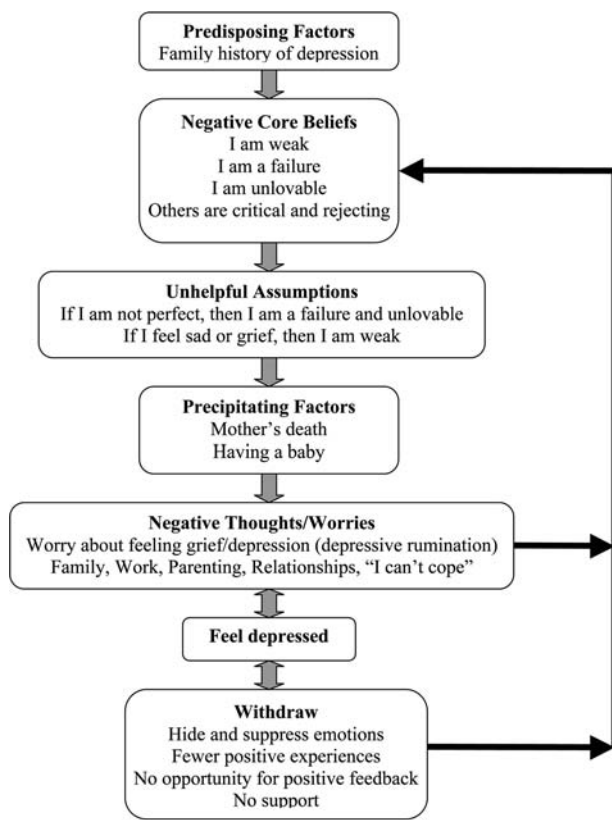 Predisposing Factors
Family history of depression
Negative Core Beliefs
I am weak
I am a failure
I am unlovable
Others are critical and rejecting
Unhelpful Assumptions
If I am not perfect, then I am a failure and unlovable
If I feel sad or grief, then I am weak
Precipitating Factors
Mother's death
Having a baby
Negative Thoughts/Worries
Worry about feeling grief/depression (depressive rumination)
Family, Work, Parenting, Relationships, “I can't cope”
Feel depressed
Withdraw
Hide and suppress emotions
Fewer positive experiences
No opportunity for positive feedback
No support